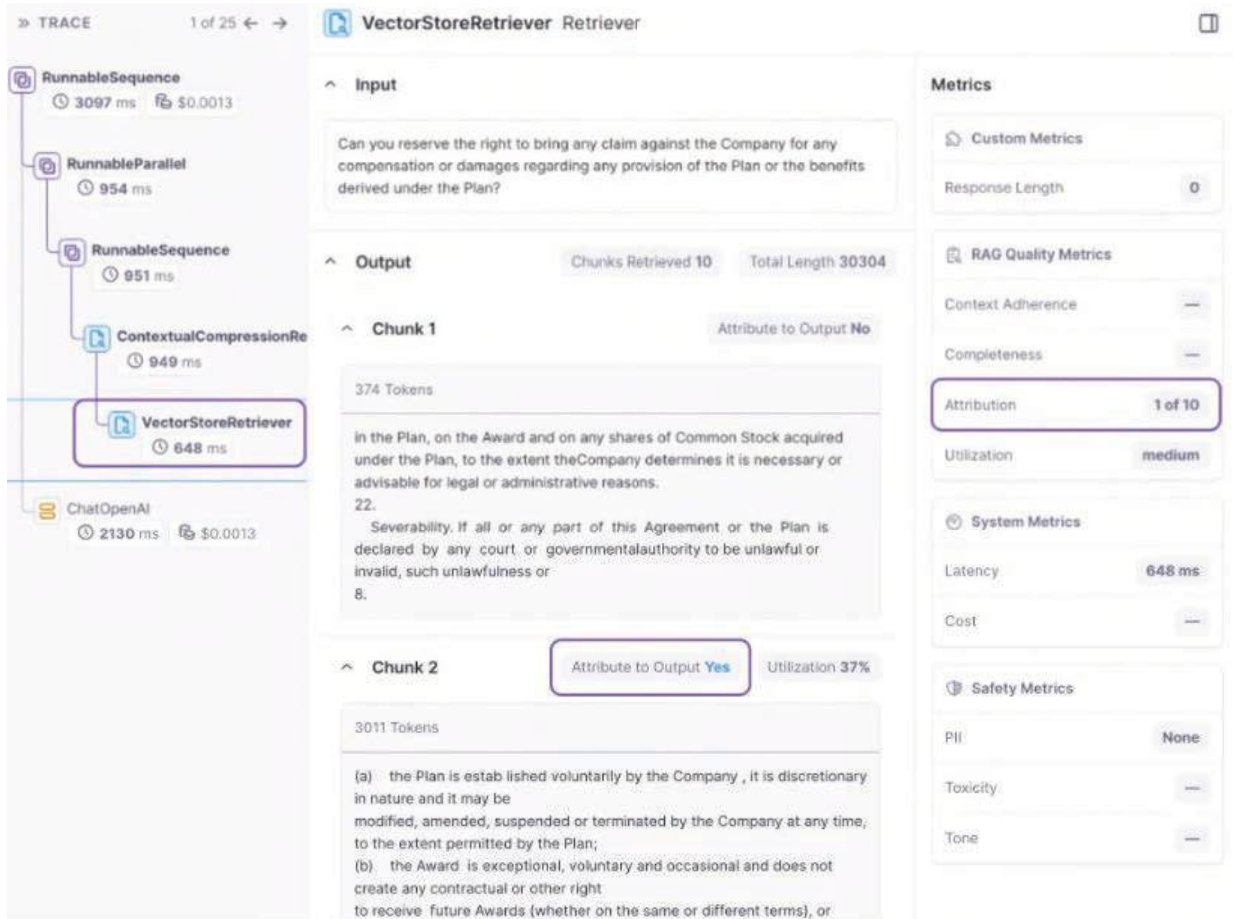 TRACE
1 of 25
RunnableSequence
3097 ms $0.0013
RunnableParallel
954 ms
RunnableSequence
951 ms
ContextualCompressionRe
949 ms
VectorStoreRetriever
648 ms
ChatOpenAI
2130 ms $0.0013
VectorStoreRetriever Retriever
Input
Can you reserve the right to bring any claim against the Company for any
compensation or damages regarding any provision of the Plan or the benefits
derived under the Plan?
Output Chunks Retrieved 10 Total Length 30304
Chunk 1 Attribute to Output No
374 Tokens
in the Plan, on the Award and on any shares of Common Stock acquired
under the Plan, to the extent theCompany determines it is necessary or
advisable for legal or administrative reasons.
22.
Severability. If all or any part of this Agreement or the Plan is
declared by any court or governmentalauthority to be unlawful or
invalid, such unlawfulness or
8.
Chunk 2 Attribute to Output Yes Utilization 37%
3011 Tokens
(a) the Plan is estab lished voluntarily by the Company , it is discretionary
in nature and it may be
modified, amended, suspended or terminated by the Company at any time,
to the extent permitted by the Plan;
(b) the Award is exceptional, voluntary and occasional and does not
create any contractual or other right
to receive future Awards (whether on the same or different terms), or
Metrics
Custom Metrics
Response Length 0
RAG Quality Metrics
Context Adherence —
Completeness —
Attribution 1 of 10
Utilization medium
System Metrics
Latency 648 ms
Cost —
Safety Metrics
PII None
Toxicity —
Tone —